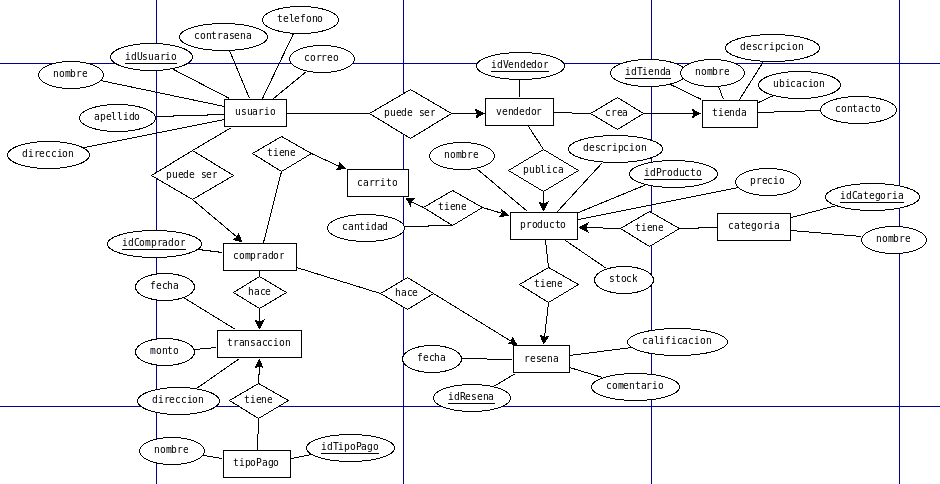 telefono
contrasena
descripcion
idUsuario
correo
idVendedor
nombre
idTienda
nombre
ubicacion
apellido
usuario
puede ser
vendedor
crea
tienda
contacto
direccion
tiene
nombre
descripcion
puede ser
carrito
publica
idProducto
precio
idCategoria
cantidad
tiene
producto
tiene
categoria
nombre
idComprador
comprador
fecha
hace
hace
tiene
stock
monto
transaccion
fecha
resena
calificacion
direccion
tiene
idResena
comentario
nombre
tipoPago
idTipoPago